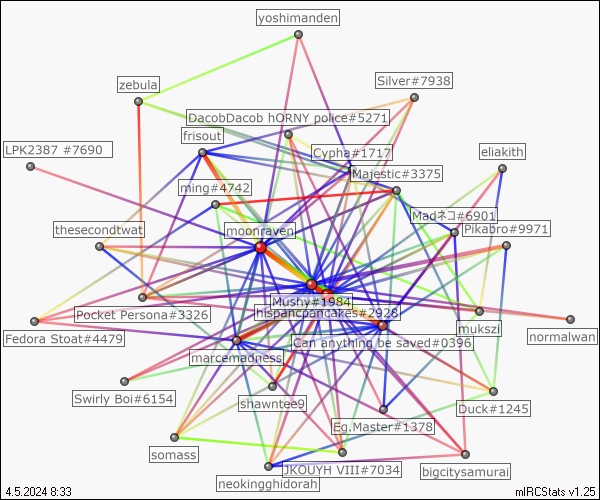 yoshimanden
zebula
Silver#7938
DacobDacob hORNY police#5271
frisout
LPK2387 #7690
Cypha#1717
eliakith
Majestic#3375
ming#4742
Madネコ#6901
thesecondtwat
moonraven
Pikabro#9971
Mushy#1984
Pocket Persona#3326
hispancpancakes#2928
mukszi
Fedora Stoat#4479
normalwan
Can anything be saved#0396
marcemadness
Swirly Boi#6154
shawntee9
Duck#1245
Eg.Master#1378
somass
JKOUYH VIII#7034
bigcitysamurai
neokingghidorah
4.5.2024 8:33
mIRCStats v1.25